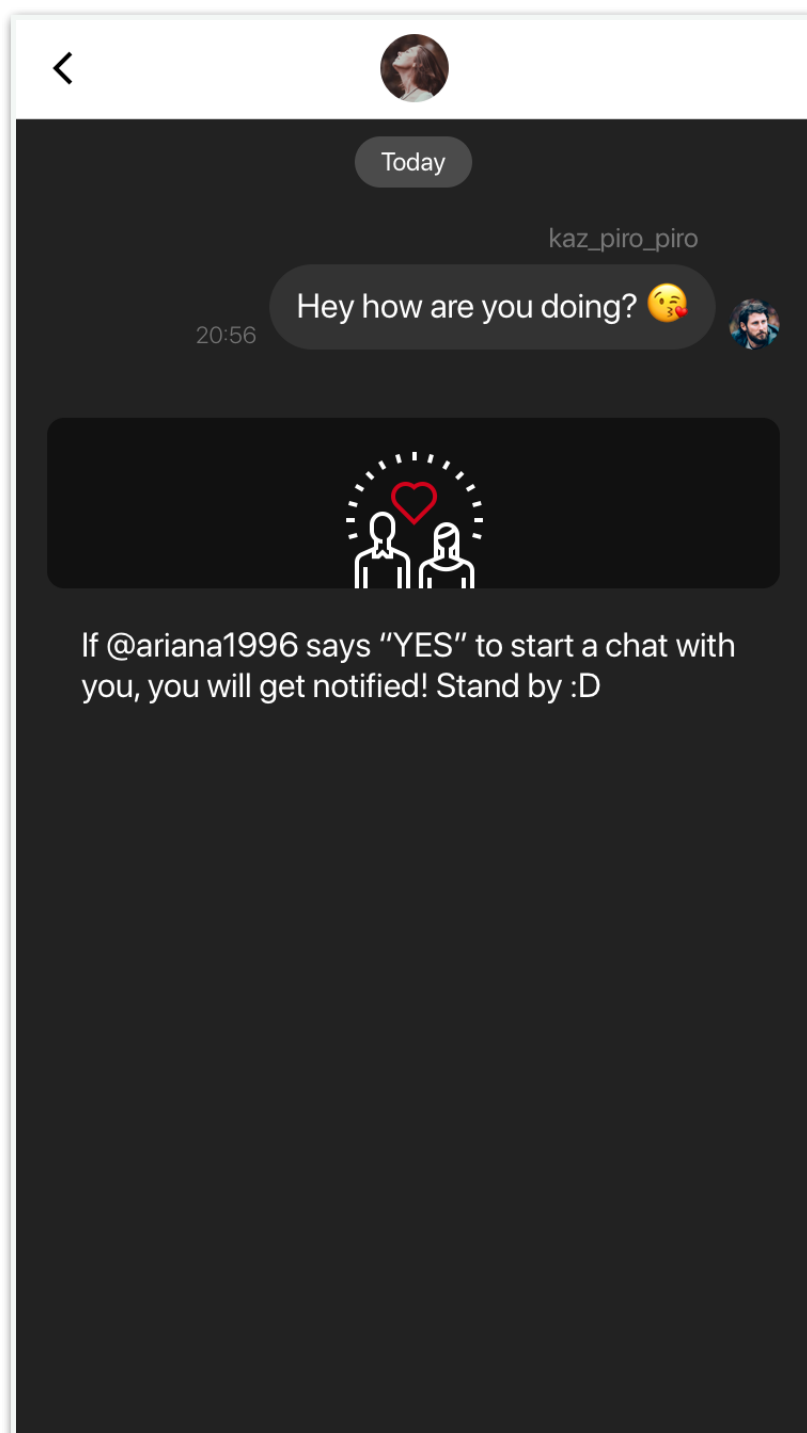 Today
kaz_piro_piro
Hey how are you doing? 😘
20:56
If @ariana1996 says “YES” to start a chat with
you, you will get notified! Stand by :D